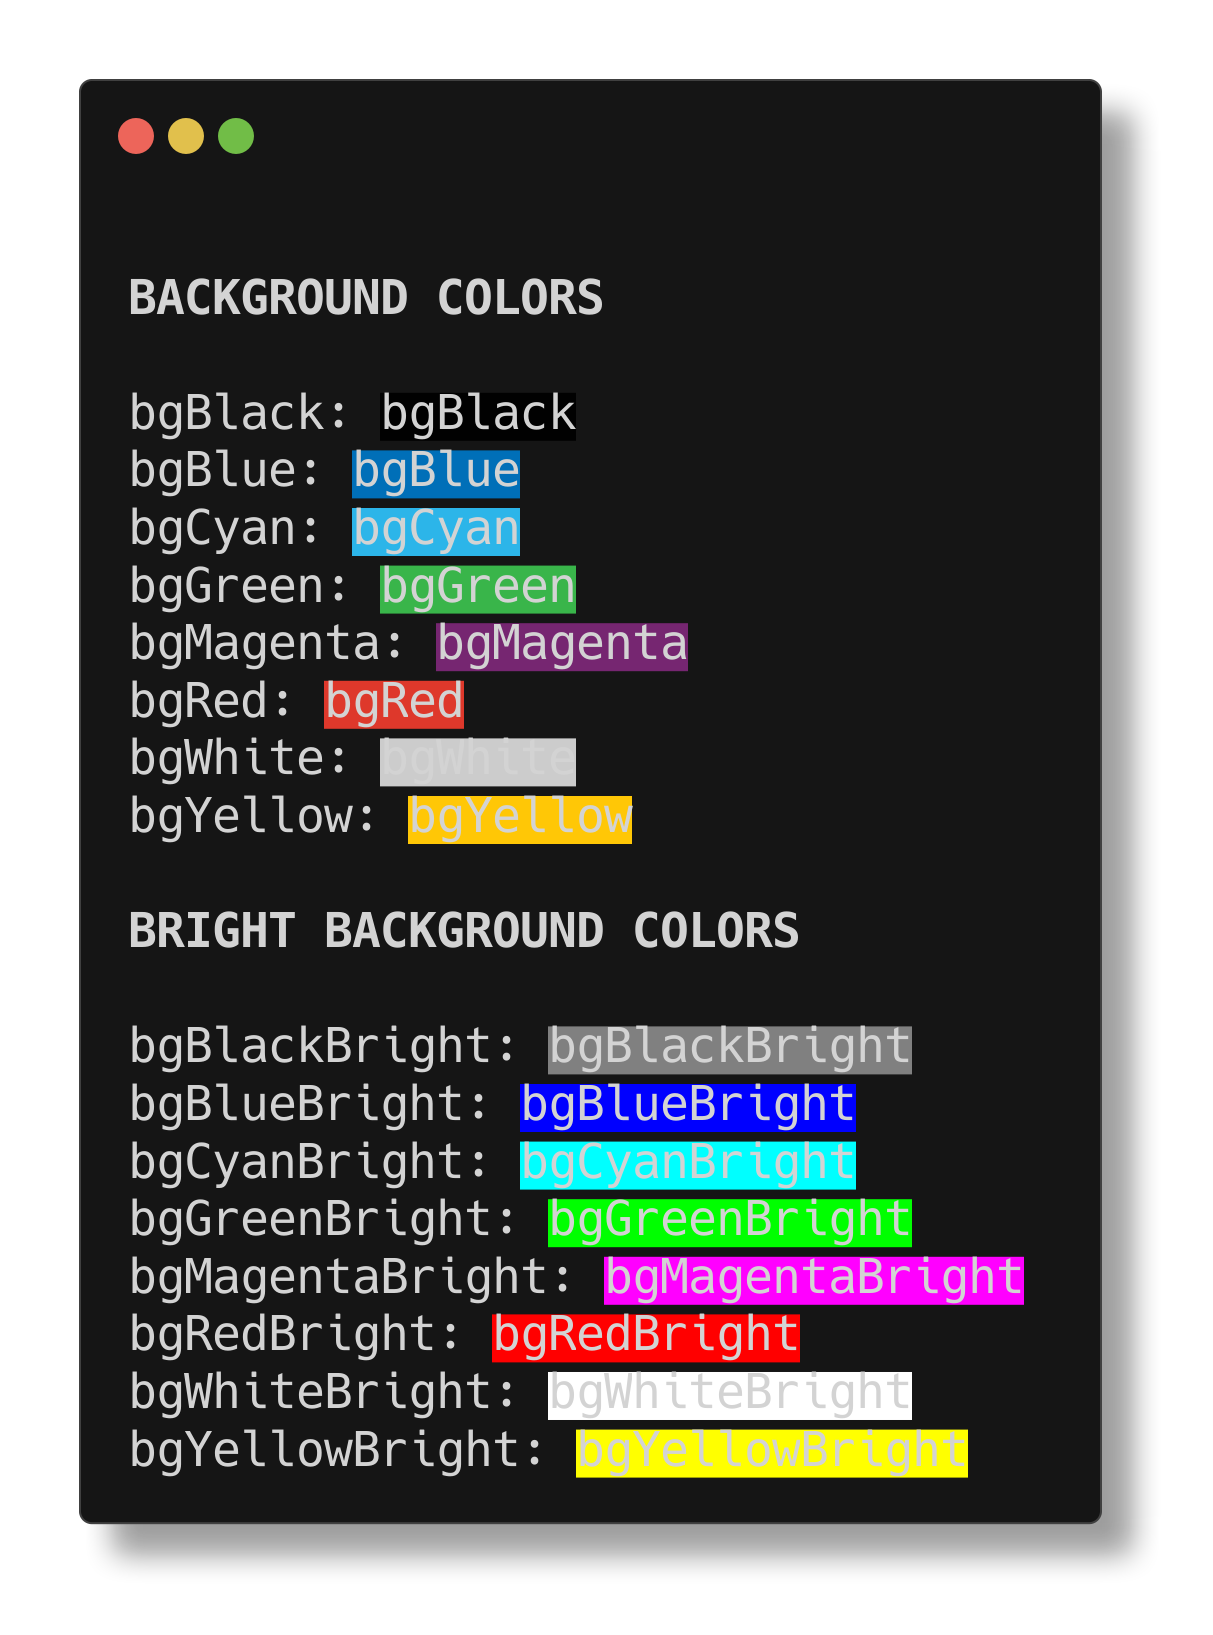 BACKGROUND COLORS
bgBlack: bgBlack
bgBlue: bgBlue
bgCyan: bgCyan
bgGreen: bgGreen
bgMagenta: bgMagenta
bgRed: bgRed
bgWhite: bgWhite
bgYellow: bgYellow
BRIGHT BACKGROUND COLORS
bgBlackBright: bgBlackBright
bgBlueBright: bgBlueBright
bgCyanBright: bgCyanBright
bgGreenBright: bgGreenBright
bgMagentaBright: bgMagentaBright
bgRedBright: bgRedBright
bgWhiteBright: bgWhiteBright
bgYellowBright: bgYellowBright